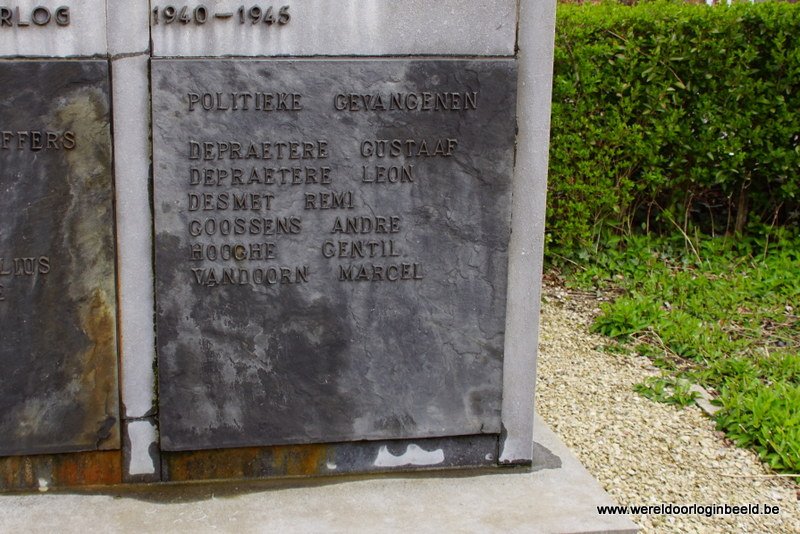 RLOG 1940-1945
FFERS
LIUS
E
POLITIEKE GEVANGENEN
DEPRAETERE GUSTAAF
DEPRAETERE LEON
DESMET REMI
GOOSSENS ANDRE
HOOGHE GENTIL
VANDOORN MARCEL
www.wereldoorloginbeeld.be